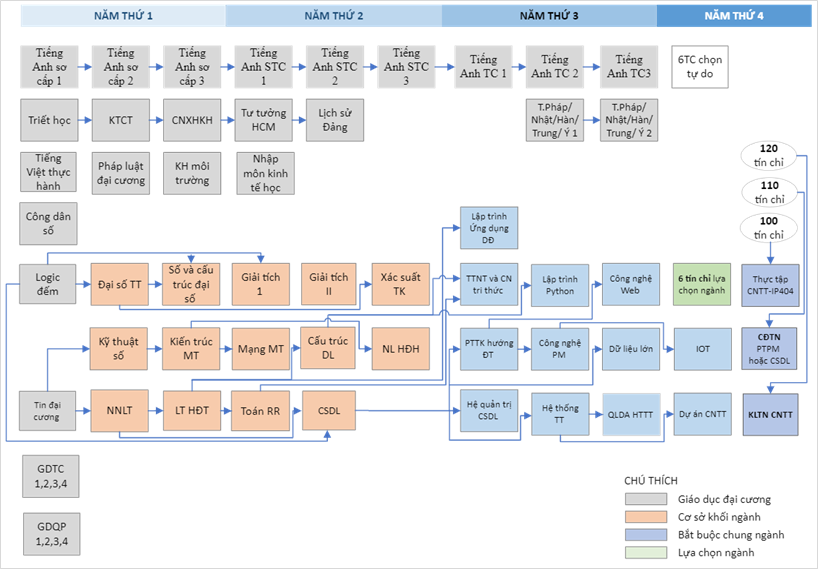 NĂM THỨ 1
NĂM THỨ 2
NĂM THỨ 3
NĂM THỨ 4
Tiếng
Anh sơ
cấp 1
Tiếng
Anh sơ
cấp 2
Tiếng
Anh sơ
cấp 3
Tiếng
Anh STC
1
Tiếng
Anh STC
2
Tiếng
Anh STC
3
Tiếng
Anh TC 1
Tiếng
Anh TC 2
Tiếng
Anh TC3
6TC chọn
tự do
Triết học
KTCT
CNXHKH
Tư tưởng
HCM
Lịch sử
Đảng
T.Pháp/
Nhật/Hàn/
Trung/ Ý 1
T.Pháp/
Nhật/Hàn/
Trung/ Ý 2
Tiếng
Việt thực
hành
Pháp luật
đại cương
KH môi
trường
Nhập
môn kinh
tế học
120
tín chỉ
110
tín chỉ
100
tín chỉ
Công dân
số
Lập trình
Ứng dụng
DĐ
Logic
đếm
Đại số TT
Số và cấu
trúc đại
số
Giải tích
1
Giải tích
II
Xác suất
TK
TTNT và CN
tri thức
Lập trình
Python
Công nghệ
Web
6 tín chỉ lựa
chọn ngành
Thực tập
CNTT-IP404
Kỹ thuật
số
Kiến trúc
MT
Mạng MT
Cấu trúc
DL
NL HĐH
PTTK hướng
ĐT
Công nghệ
PM
Dữ liệu lớn
IOT
CĐTN
PTPM
hoặc CSDL
Tin đại
cương
NNLT
LT HĐT
Toán RR
CSDL
Hệ quản trị
CSDL
Hệ thống
TT
QLDA HTTT
Dự án CNTT
KLTN CNTT
GDTC
1,2,3,4
GDQP
1,2,3,4
CHÚ THÍCH
Giáo dục đại cương
Cơ sở khối ngành
Bắt buộc chung ngành
Lựa chọn ngành